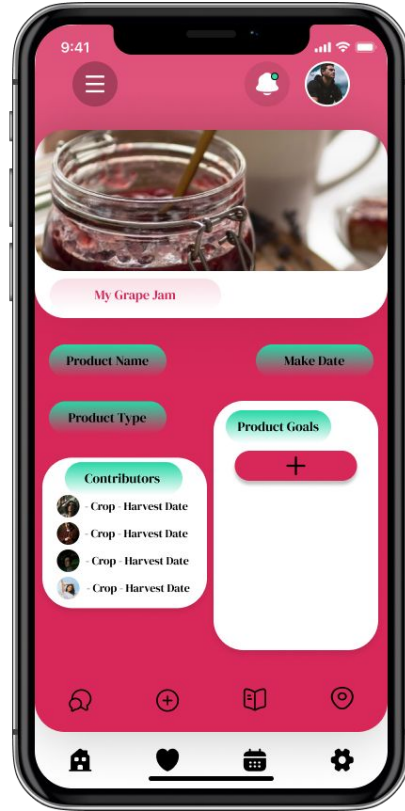 9:41
My Grape Jam
Product Name
Make Date
Product Type
Product Goals
Contributors
- Crop - Harvest Date
- Crop - Harvest Date
- Crop - Harvest Date
- Crop - Harvest Date